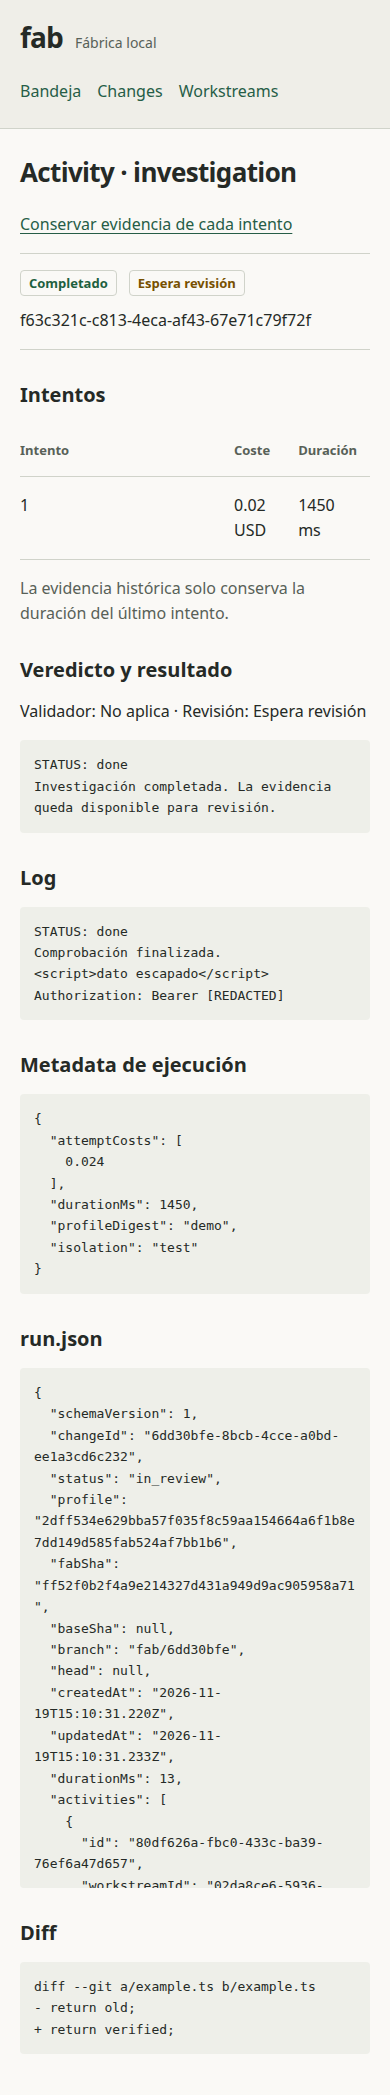 fab Fábrica local
Bandeja Changes Workstreams
Activity · investigation
Conservar evidencia de cada intento
Completado Espera revisión
f63c321c-c813-4eca-af43-67e71c79f72f
Intentos
Intento Coste Duración
1 0.02 1450
USD ms
La evidencia histórica solo conserva la
duración del último intento.
Veredicto y resultado
Validador: No aplica · Revisión: Espera revisión
STATUS: done
Investigación completada. La evidencia
queda disponible para revisión.
Log
STATUS: done
Comprobación finalizada.
<script>dato escapado</script>
Authorization: Bearer [REDACTED]
Metadata de ejecución
{
  "attemptCosts": [
    0.024
  ],
  "durationMs": 1450,
  "profileDigest": "demo",
  "isolation": "test"
}
run.json
{
  "schemaVersion": 1,
  "changeId": "6dd30bfe-8bcb-4cce-a0bd-
ee1a3cd6c232",
  "status": "in_review",
  "profile":
"2dff534e629bba57f035f8c59aa154664a6f1b8e
7dd149d585fab524af7bb1b6",
  "fabSha":
"ff52f0b2f4a9e214327d431a949d9ac905958a71
",
  "baseSha": null,
  "branch": "fab/6dd30bfe",
  "head": null,
  "createdAt": "2026-11-
19T15:10:31.220Z",
  "updatedAt": "2026-11-
19T15:10:31.233Z",
  "durationMs": 13,
  "activities": [
    {
      "id": "80df626a-fbc0-433c-ba39-
76ef6a47d657",
      "workstreamId": "02da8ce6-5936-
Diff
diff --git a/example.ts b/example.ts
- return old;
+ return verified;